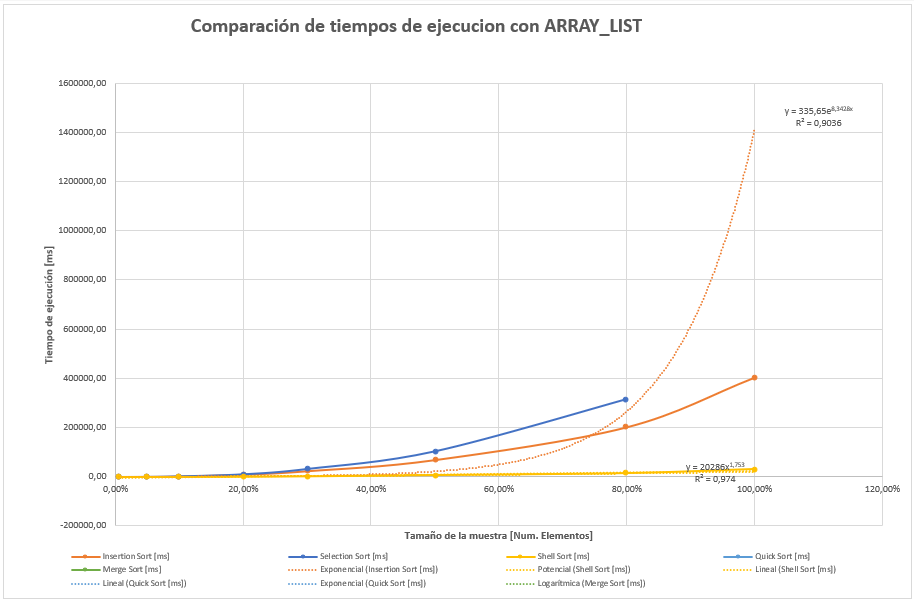 Comparación de tiempos de ejecucion con ARRAY_LIST
1600000,00
1400000,00
1200000,00
1000000,00
800000,00
600000,00
400000,00
200000,00
0,00
-200000,00
Tiempo de ejecución [ms]
y = 335,65e^8,3428x
R² = 0,9036
y = 20286x^1,753
R² = 0,974
0,00% 20,00% 40,00% 60,00% 80,00% 100,00% 120,00%
Tamaño de la muestra [Num. Elementos]
Insertion Sort [ms] Selection Sort [ms] Shell Sort [ms] Quick Sort [ms]
Merge Sort [ms] Exponencial (Insertion Sort [ms]) Potencial (Shell Sort [ms]) Lineal (Shell Sort [ms])
Lineal (Quick Sort [ms]) Exponencial (Quick Sort [ms]) Logarítmica (Merge Sort [ms])